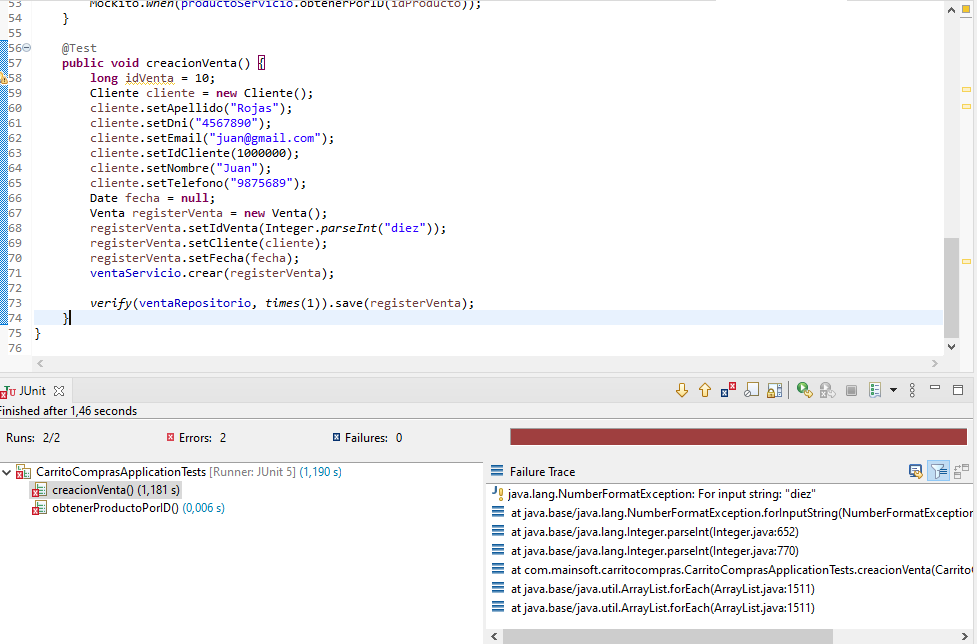 53 Mockito.when(productoServicio.obtenerPorID(idProducto));
54 }
55
56 @Test
57 public void creacionVenta() {
58 long idVenta = 10;
59 Cliente cliente = new Cliente();
60 cliente.setApellido("Rojas");
61 cliente.setDni("4567890");
62 cliente.setEmail("juan@gmail.com");
63 cliente.setIdCliente(1000000);
64 cliente.setNombre("Juan");
65 cliente.setTelefono("9875689");
66 Date fecha = null;
67 Venta registerVenta = new Venta();
68 registerVenta.setIdVenta(Integer.parseInt("diez"));
69 registerVenta.setCliente(cliente);
70 registerVenta.setFecha(fecha);
71 ventaServicio.crear(registerVenta);
72
73 verify(ventaRepositorio, times(1)).save(registerVenta);
74 }
75 }
76
JUnit
Finished after 1,46 seconds
Runs: 2/2 Errors: 2 Failures: 0
CarritoComprasApplicationTests [Runner: JUnit 5] (1,190 s)
creacionVenta() (1,181 s)
obtenerProductoPorID() (0,006 s)
Failure Trace
java.lang.NumberFormatException: For input string: "diez"
at java.base/java.lang.NumberFormatException.forInputString(NumberFormatException
at java.base/java.lang.Integer.parseInt(Integer.java:652)
at java.base/java.lang.Integer.parseInt(Integer.java:770)
at com.mainsoft.carritocompras.CarritoComprasApplicationTests.creacionVenta(Carrito
at java.base/java.util.ArrayList.forEach(ArrayList.java:1511)
at java.base/java.util.ArrayList.forEach(ArrayList.java:1511)